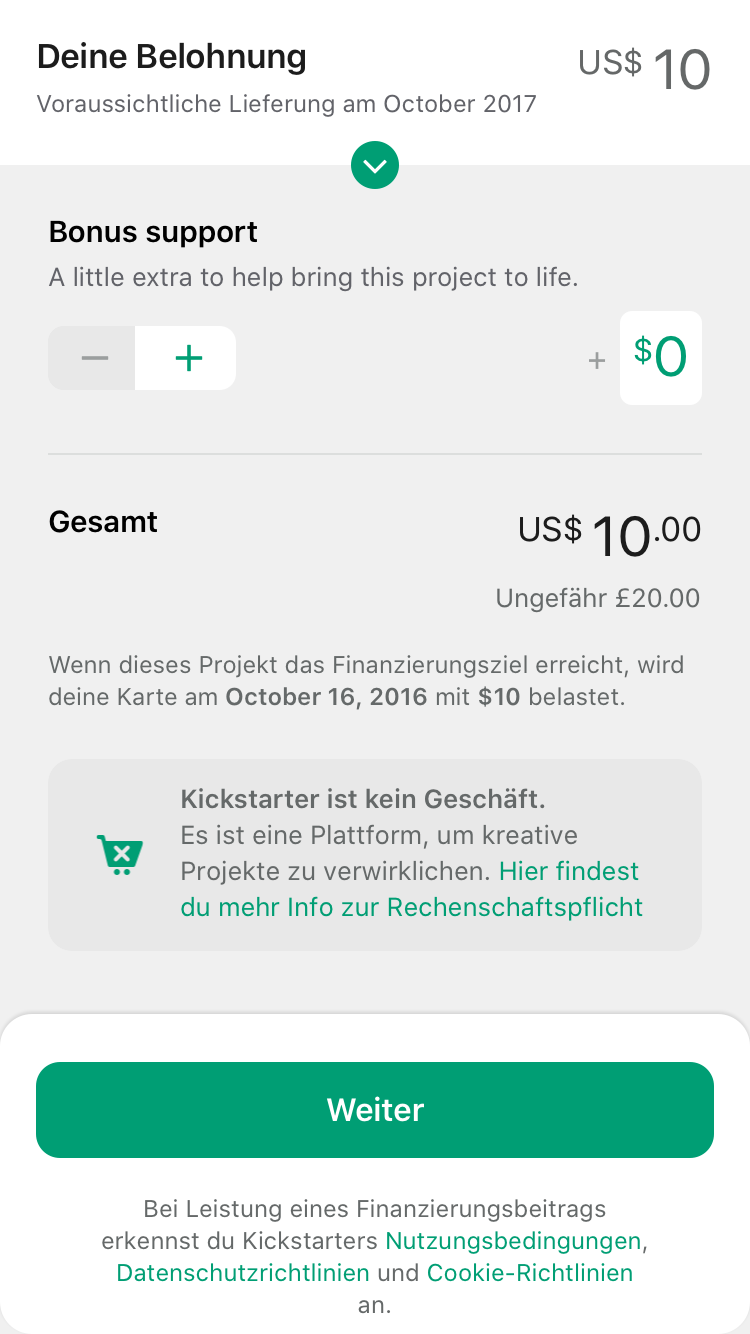 Deine Belohnung
US$ 10
Voraussichtliche Lieferung am October 2017
Bonus support
A little extra to help bring this project to life.
− +
+ $0
Gesamt
US$ 10.00
Ungefähr £20.00
Wenn dieses Projekt das Finanzierungsziel erreicht, wird
deine Karte am October 16, 2016 mit $10 belastet.
Kickstarter ist kein Geschäft.
Es ist eine Plattform, um kreative
Projekte zu verwirklichen. Hier findest
du mehr Info zur Rechenschaftspflicht
Weiter
Bei Leistung eines Finanzierungsbeitrags
erkennst du Kickstarters Nutzungsbedingungen,
Datenschutzrichtlinien und Cookie-Richtlinien
an.